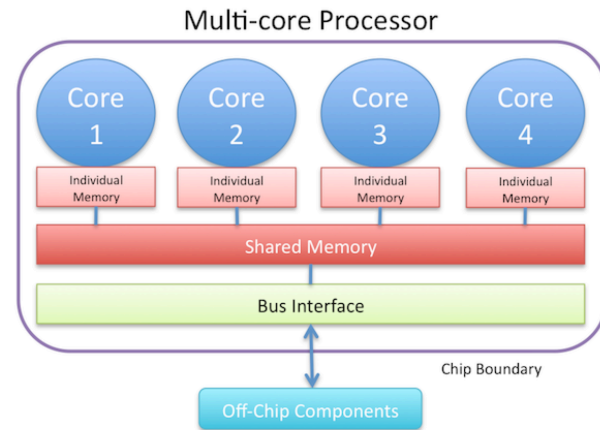 Multi-core Processor
Core
1
Core
2
Core
3
Core
4
Individual
Memory
Individual
Memory
Individual
Memory
Individual
Memory
Shared Memory
Bus Interface
Chip Boundary
Off-Chip Components